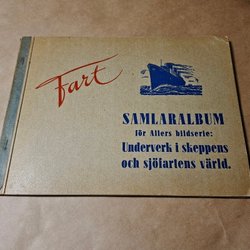 Fart
SAMLARALBUM
för Allers bildserie:
Underverk i skeppens
och sjöfartens värld.